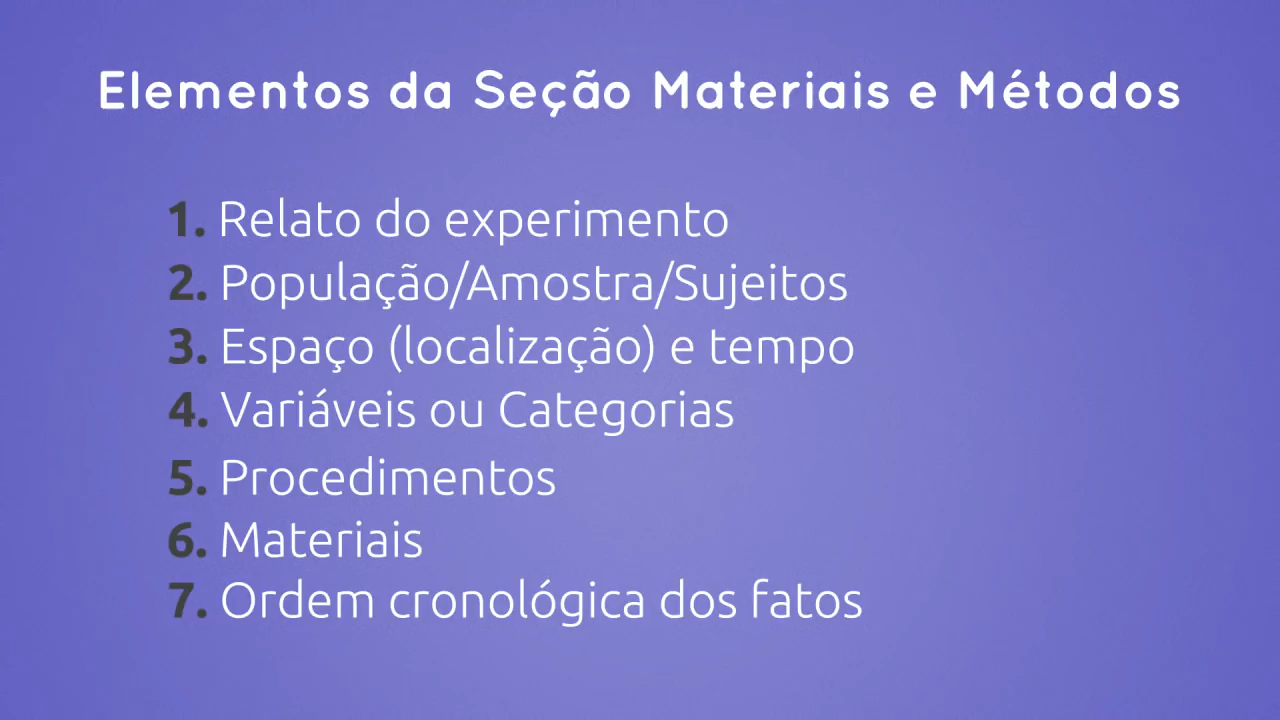 Elementos da Seção Materiais e Métodos
1. Relato do experimento
2. População/Amostra/Sujeitos
3. Espaço (localização) e tempo
4. Variáveis ou Categorias
5. Procedimentos
6. Materiais
7. Ordem cronológica dos fatos